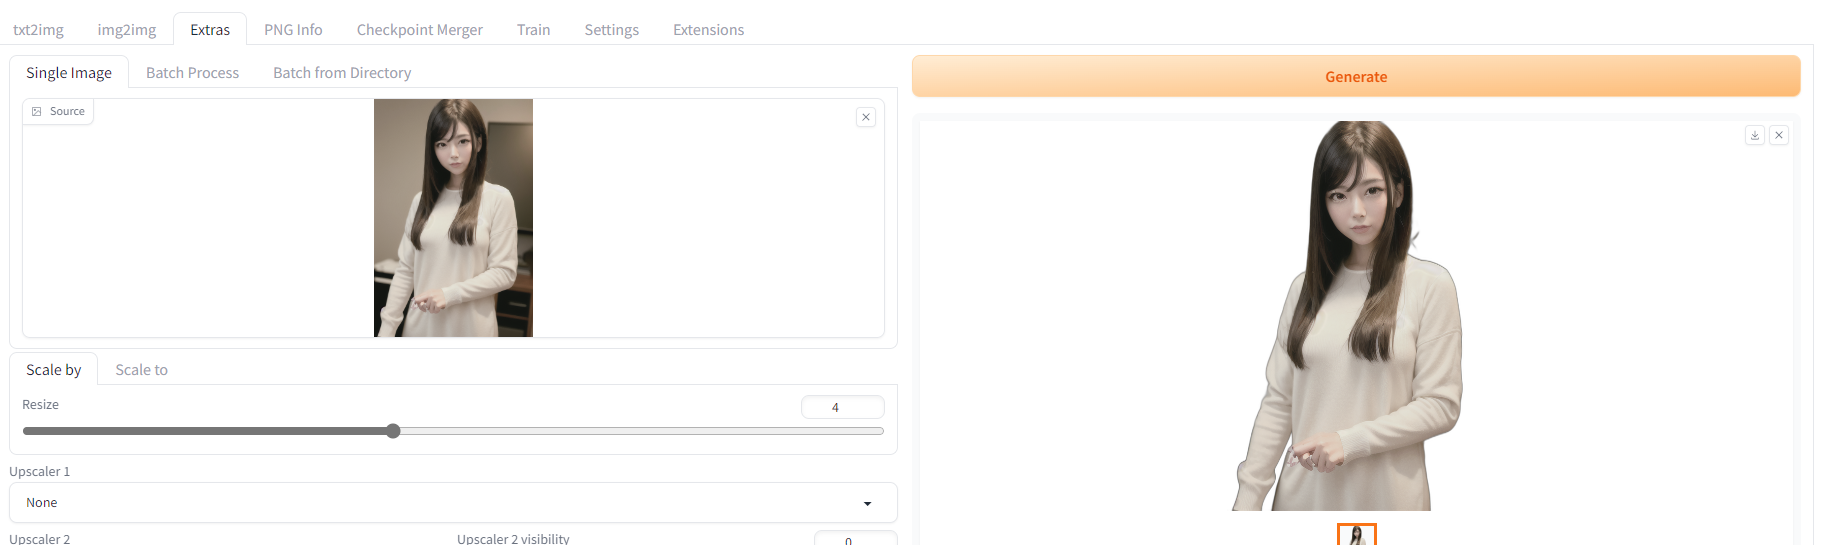 txt2img img2img Extras PNG Info Checkpoint Merger Train Settings Extensions
Single Image Batch Process Batch from Directory
Generate
Source
Scale by Scale to
Resize 4
Upscaler 1
None
Upscaler 2 Upscaler 2 visibility 0